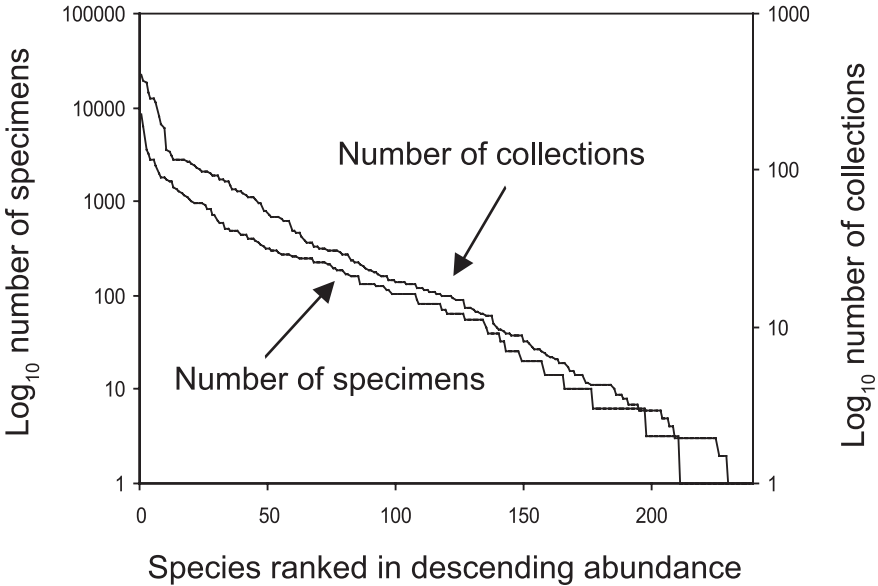 100000
10000
1000
100
10
1
Log10 number of specimens
1000
100
10
1
Log10 number of collections
Number of collections
Number of specimens
0 50 100 150 200
Species ranked in descending abundance